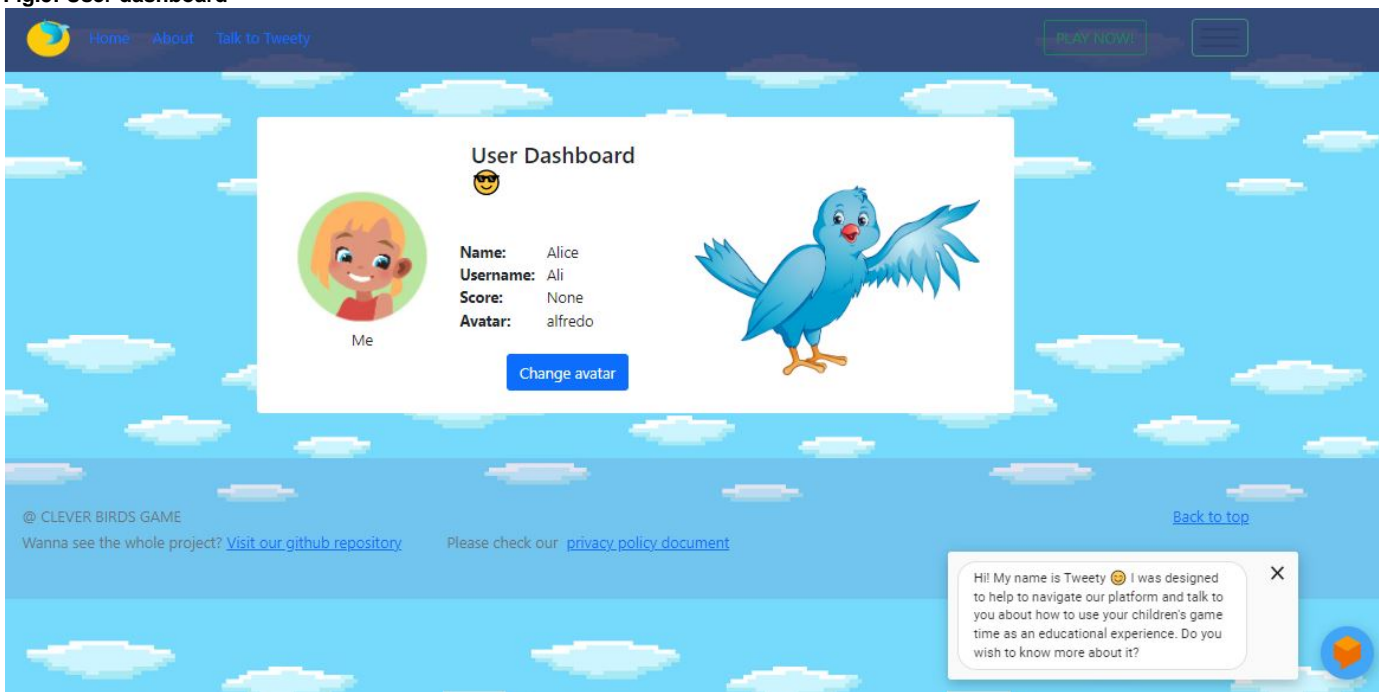 Fig.5. User dashboard
Home About Talk to Tweety PLAY NOW!
User Dashboard
Name: Alice
Username: Ali
Score: None
Avatar: alfredo
Me
Change avatar
@ CLEVER BIRDS GAME
Back to top
Wanna see the whole project? Visit our github repository Please check our privacy policy document
Hi! My name is Tweety 😊 I was designed
to help to navigate our platform and talk to
you about how to use your children's game
time as an educational experience. Do you
wish to know more about it?